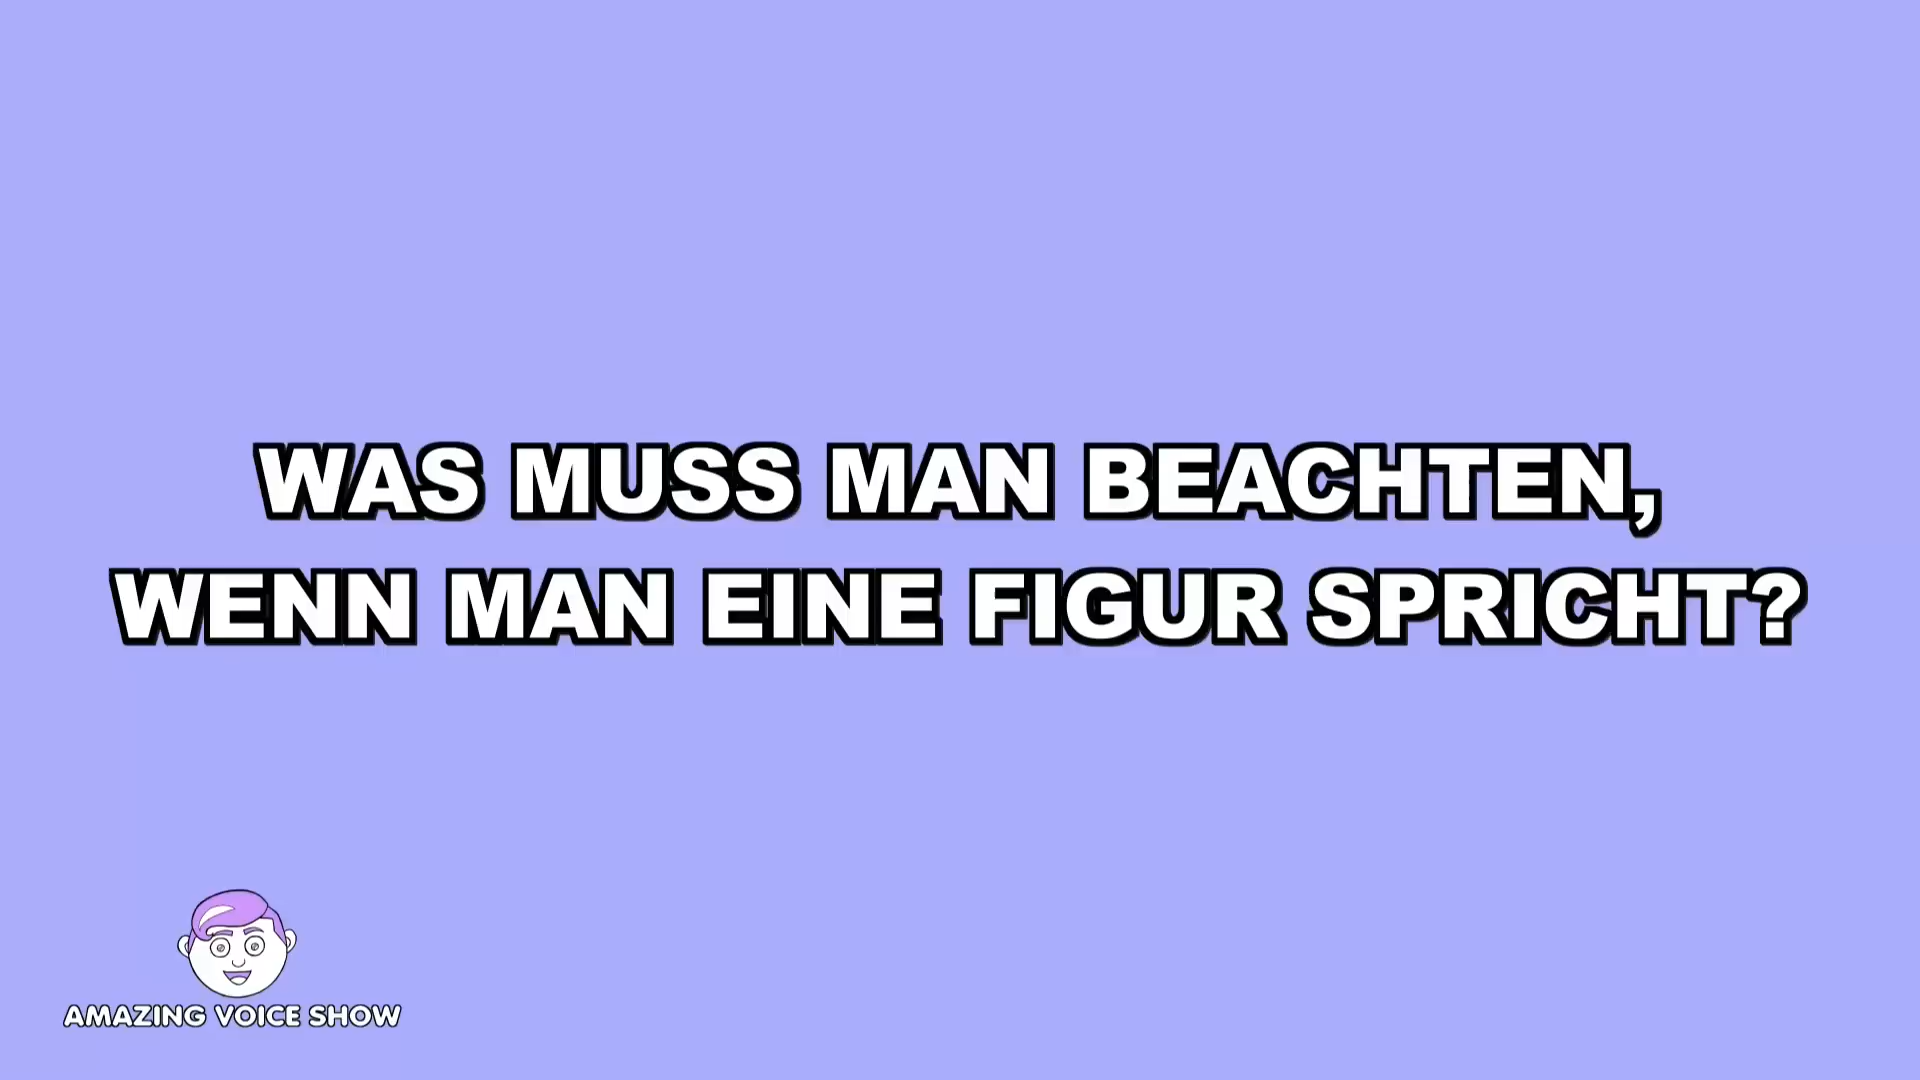 WAS MUSS MAN BEACHTEN,
WENN MAN EINE FIGUR SPRICHT?
AMAZING VOICE SHOW